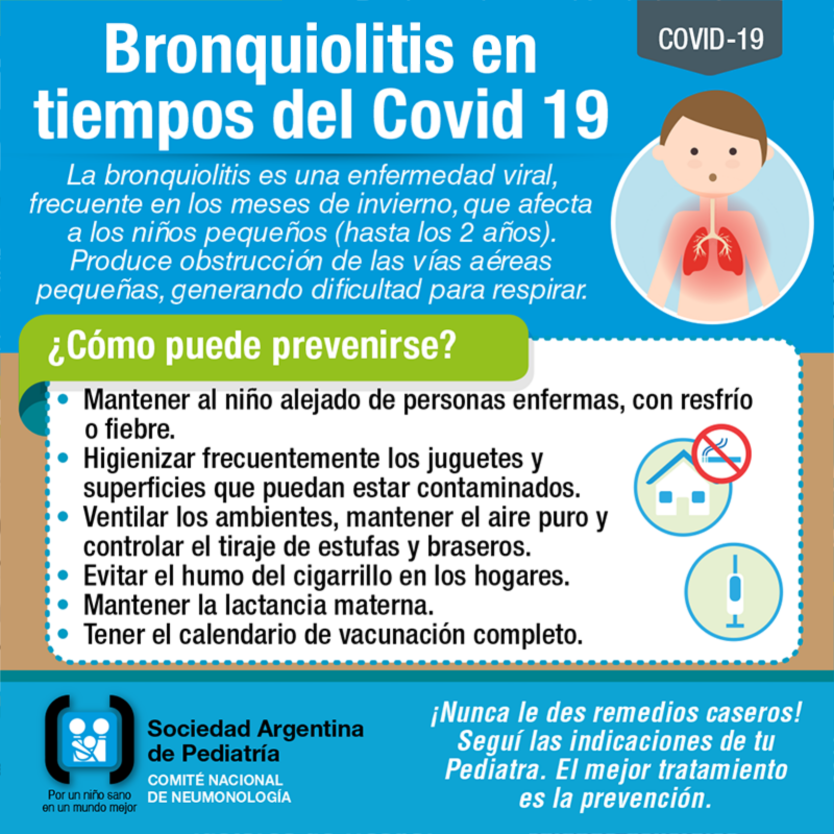 COVID-19
Bronquiolitis en
tiempos del Covid 19
La bronquiolitis es una enfermedad viral,
frecuente en los meses de invierno, que afecta
a los niños pequeños (hasta los 2 años).
Produce obstrucción de las vías aéreas
pequeñas, generando dificultad para respirar.
¿Cómo puede prevenirse?
• Mantener al niño alejado de personas enfermas, con resfrío
o fiebre.
• Higienizar frecuentemente los juguetes y
superficies que puedan estar contaminados.
• Ventilar los ambientes, mantener el aire puro y
controlar el tiraje de estufas y braseros.
• Evitar el humo del cigarrillo en los hogares.
• Mantener la lactancia materna.
• Tener el calendario de vacunación completo.
Por un niño sano
en un mundo mejor
Sociedad Argentina
de Pediatría
COMITÉ NACIONAL
DE NEUMONOLOGÍA
¡Nunca le des remedios caseros!
Seguí las indicaciones de tu
Pediatra. El mejor tratamiento
es la prevención.